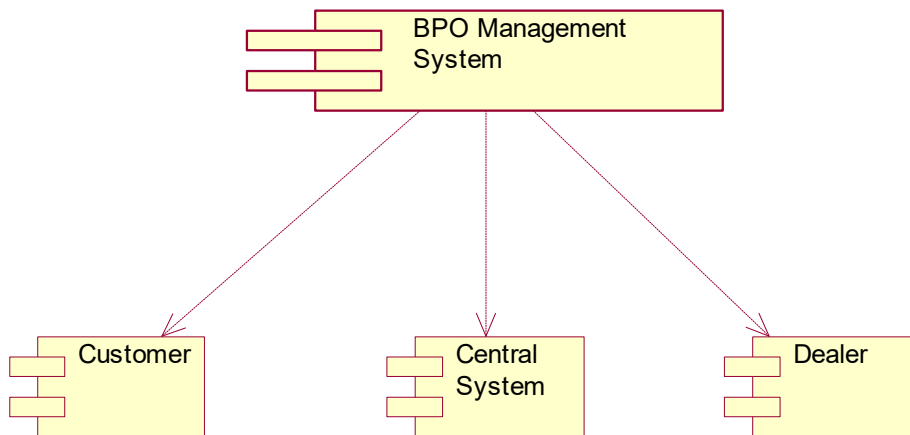 BPO Management
System
Customer
Central
System
Dealer